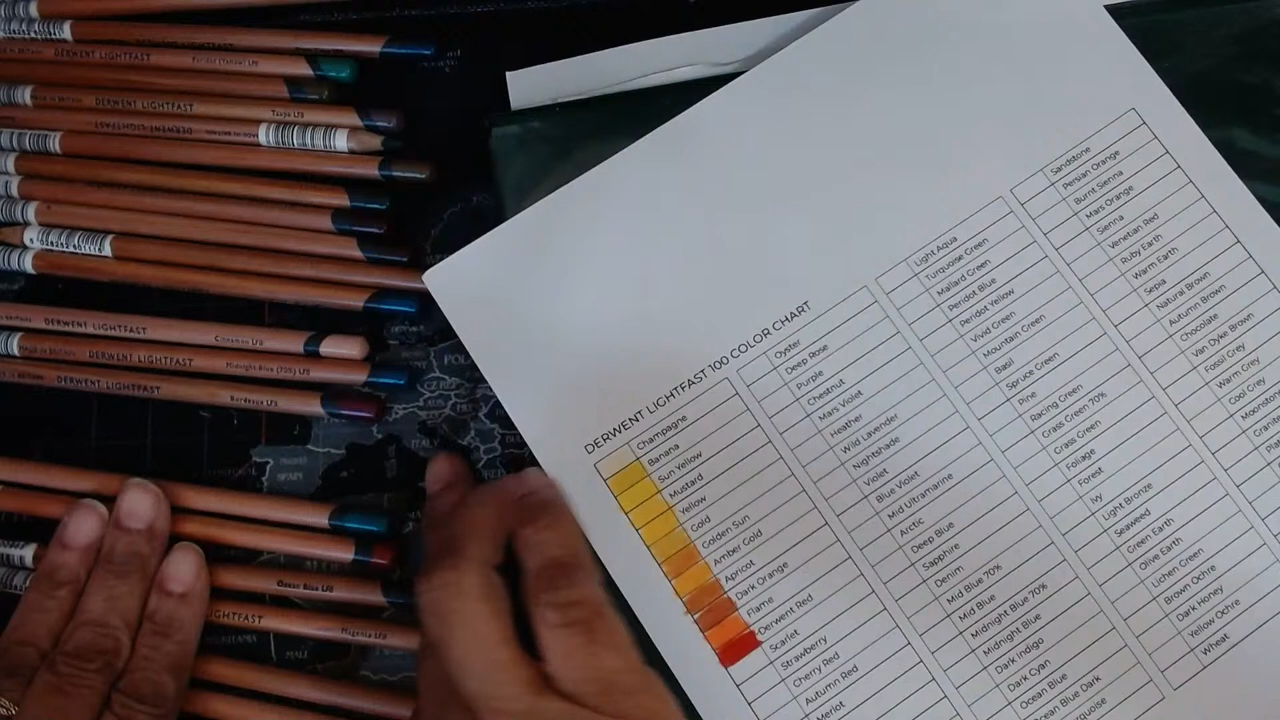 DERWENT LIGHTFAST
DERWENT LIGHTFAST
DERWENT LIGHTFAST
Taupe L/F
DERWENT
5 028252 601116
DERWENT LIGHTFAST
Cinnamon L/F
DERWENT LIGHTFAST
Midnight Blue (70%) L/F
DERWENT LIGHTFAST
Bordeaux L/F
Ocean Blue L/F
LIGHTFAST
Magenta L/F
ITALY
SPAIN
DERWENT LIGHTFAST 100 COLOR CHART
Champagne
Banana
Sun Yellow
Mustard
Yellow
Gold
Golden Sun
Amber Gold
Apricot
Dark Orange
Flame
Derwent Red
Scarlet
Strawberry
Cherry Red
Autumn Red
Merlot
Oyster
Deep Rose
Purple
Chestnut
Mars Violet
Heather
Wild Lavender
Nightshade
Violet
Blue Violet
Mid Ultramarine
Arctic
Deep Blue
Sapphire
Denim
Mid Blue 70%
Mid Blue
Midnight Blue 70%
Midnight Blue
Dark Indigo
Dark Cyan
Ocean Blue
Ocean Blue Dark
Light Aqua
Turquoise Green
Mallard Green
Peridot Blue
Peridot Yellow
Vivid Green
Mountain Green
Basil
Spruce Green
Pine
Racing Green
Grass Green 70%
Grass Green
Foliage
Forest
Ivy
Light Bronze
Seaweed
Green Earth
Olive Earth
Lichen Green
Brown Ochre
Dark Honey
Yellow Ochre
Wheat
Sandstone
Persian Orange
Burnt Sienna
Mars Orange
Sienna
Venetian Red
Ruby Earth
Warm Earth
Sepia
Natural Brown
Autumn Brown
Chocolate
Van Dyke Brown
Fossil Grey
Warm Grey
Cool Grey